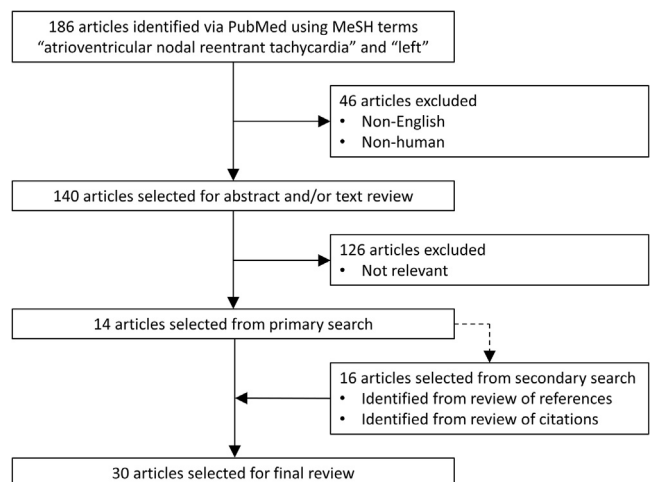 186 articles identified via PubMed using MeSH terms
“atrioventricular nodal reentrant tachycardia” and “left”
46 articles excluded
• Non-English
• Non-human
140 articles selected for abstract and/or text review
126 articles excluded
• Not relevant
14 articles selected from primary search
16 articles selected from secondary search
• Identified from review of references
• Identified from review of citations
30 articles selected for final review